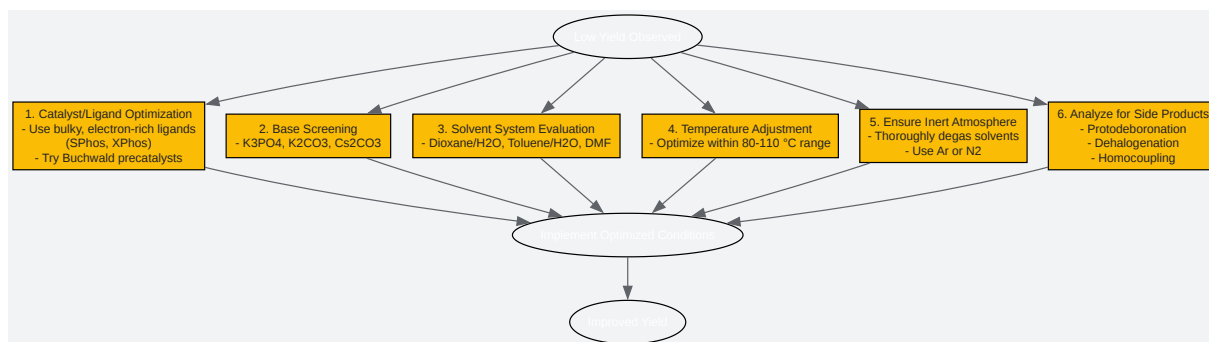 Low Yield Observed
1. Catalyst/Ligand Optimization
- Use bulky, electron-rich ligands
(SPhos, XPhos)
- Try Buchwald precatalysts
2. Base Screening
- K3PO4, K2CO3, Cs2CO3
3. Solvent System Evaluation
- Dioxane/H2O, Toluene/H2O, DMF
4. Temperature Adjustment
- Optimize within 80-110 °C range
5. Ensure Inert Atmosphere
- Thoroughly degas solvents
- Use Ar or N2
6. Analyze for Side Products
- Protodeboronation
- Dehalogenation
- Homocoupling
Implement Optimized Conditions
Improved Yield